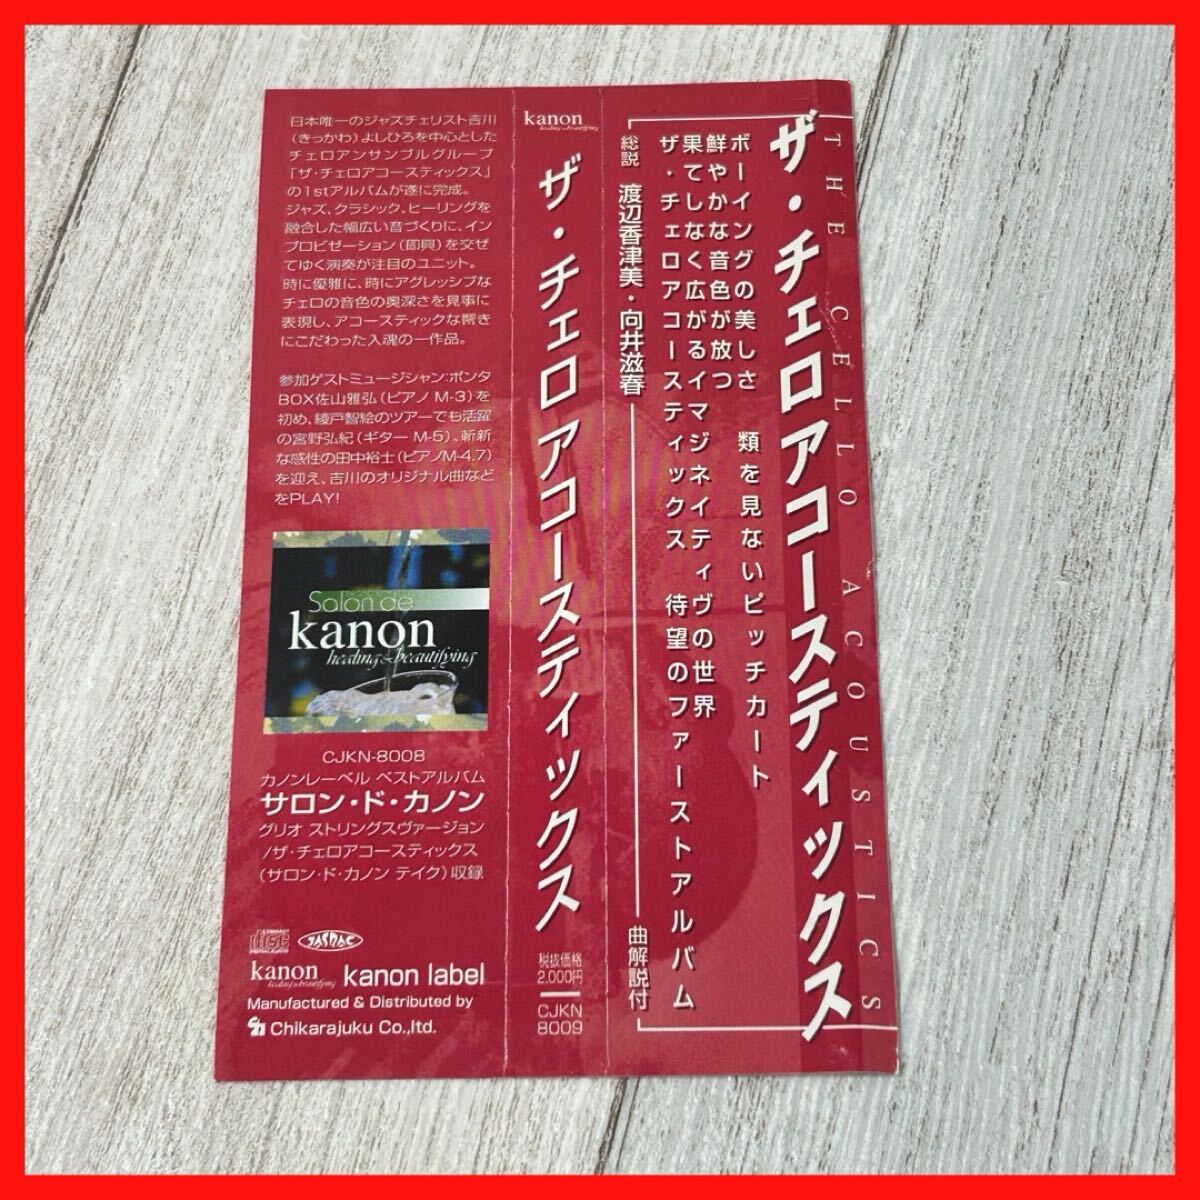 THE CELLO ACOUSTICS
ザ・チェロアコースティックス
ボーイングの美しさ 類を見ないピッチカート
鮮やかな音色が放つ
果てしなく広がるイマジネイティヴの世界
ザ・チェロアコースティックス 待望のファーストアルバム
総説 渡辺香津美・向井滋春
曲解説付
kanon
healing & beautifying
ザ・チェロアコースティックス
税抜価格
2,000円
CJKN
8009
日本唯一のジャズチェリスト吉川
(きっかわ)よしひろを中心とした
チェロアンサンブルグループ
「ザ・チェロアコースティックス」
の1stアルバムが遂に完成。
ジャズ、クラシック、ヒーリングを
融合した幅広い音づくりに、イン
プロビゼーション(即興)を交ぜ
てゆく演奏が注目のユニット。
時に優雅に、時にアグレッシブな
チェロの音色の奥深さを見事に
表現し、アコースティックな響き
にこだわった入魂の一作品。
参加ゲストミュージシャン:ポンタ
BOX佐山雅弘(ピアノ M-3)を
初め、綾戸智絵のツアーでも活躍
の宮野弘紀(ギター M-5)、斬新
な感性の田中裕士(ピアノM-4.7)
を迎え、吉川のオリジナル曲など
をPLAY!
Salon de
kanon
healing & beautifying
CJKN-8008
カノンレーベル ベストアルバム
サロン・ド・カノン
グリオ ストリングスヴァージョン
/ザ・チェロアコースティックス
(サロン・ド・カノン テイク)収録
COMPACT disc DIGITAL AUDIO JASRAC
kanon healing & beautifying kanon label
Manufactured & Distributed by
Chikarajuku Co.,ltd.